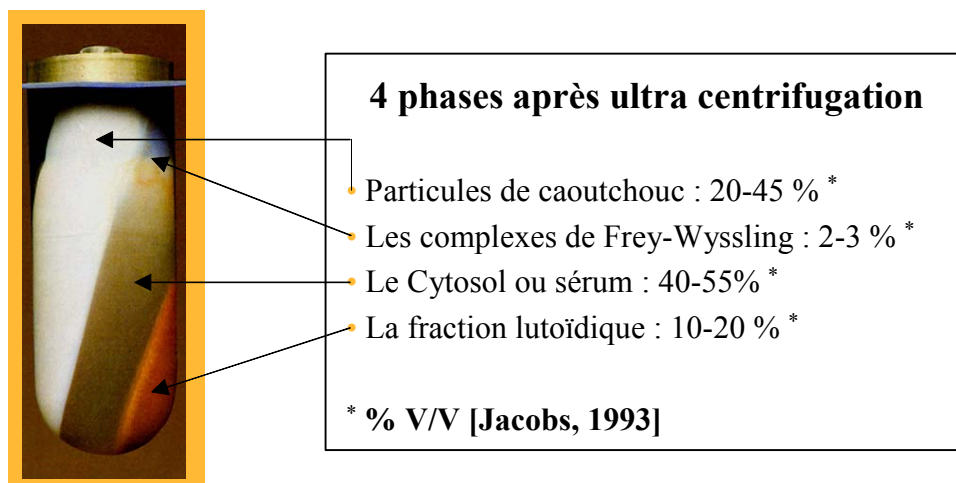 4 phases après ultra centrifugation
Particules de caoutchouc : 20-45 % *
Les complexes de Frey-Wyssling : 2-3 % *
Le Cytosol ou sérum : 40-55% *
La fraction lutoïdique : 10-20 % *
* % V/V [Jacobs, 1993]